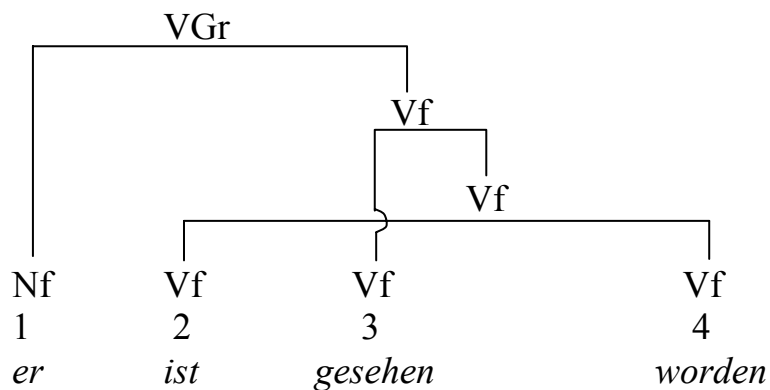 VGr
Vf
Vf
Nf Vf Vf Vf
1 2 3 4
er ist gesehen worden